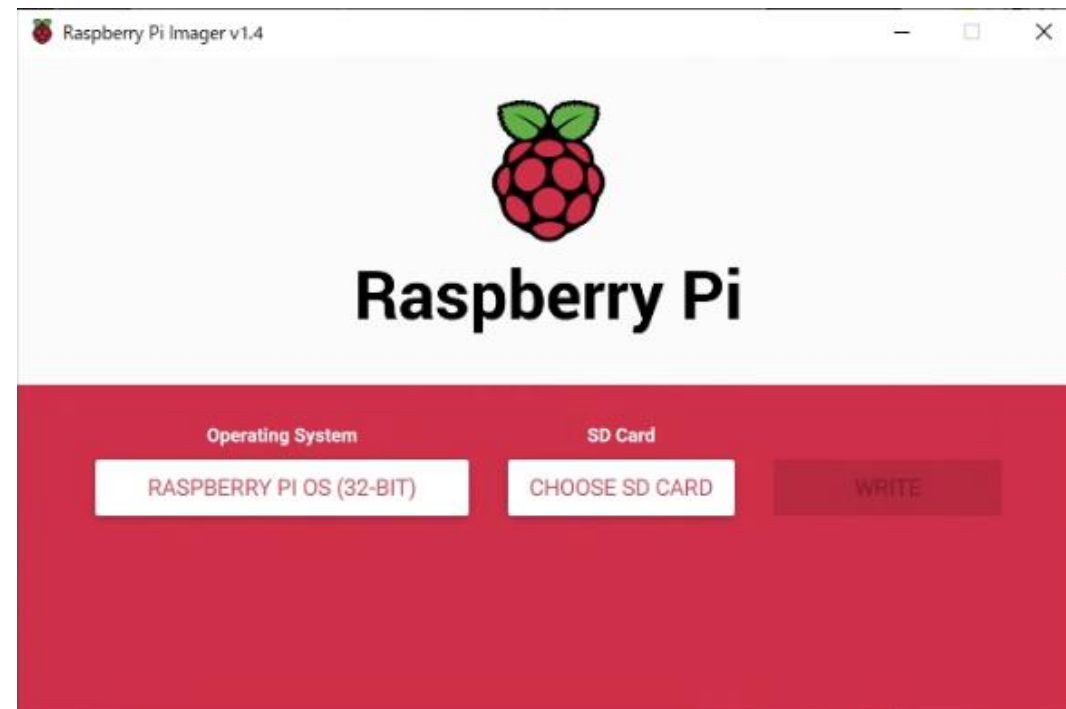 Raspberry Pi Imager v1.4
Raspberry Pi
Operating System
SD Card
RASPBERRY PI OS (32-BIT)
CHOOSE SD CARD
WRITE